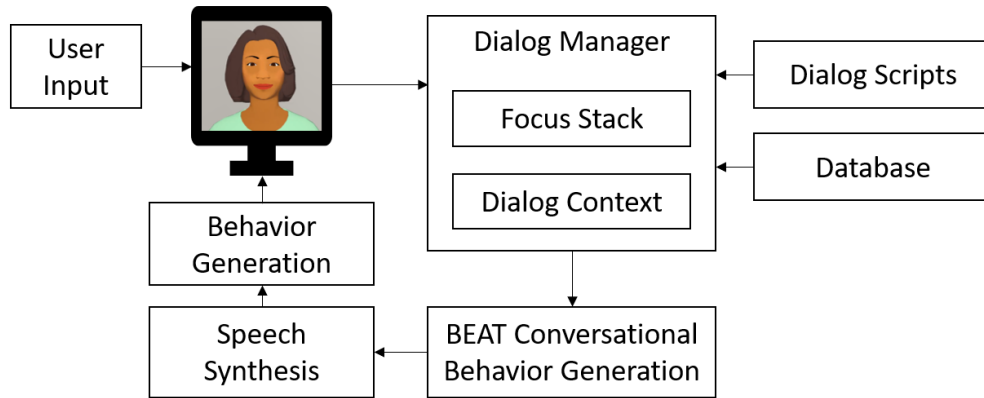 User
Input
Dialog Manager
Focus Stack
Dialog Context
Dialog Scripts
Database
Behavior
Generation
Speech
Synthesis
BEAT Conversational
Behavior Generation